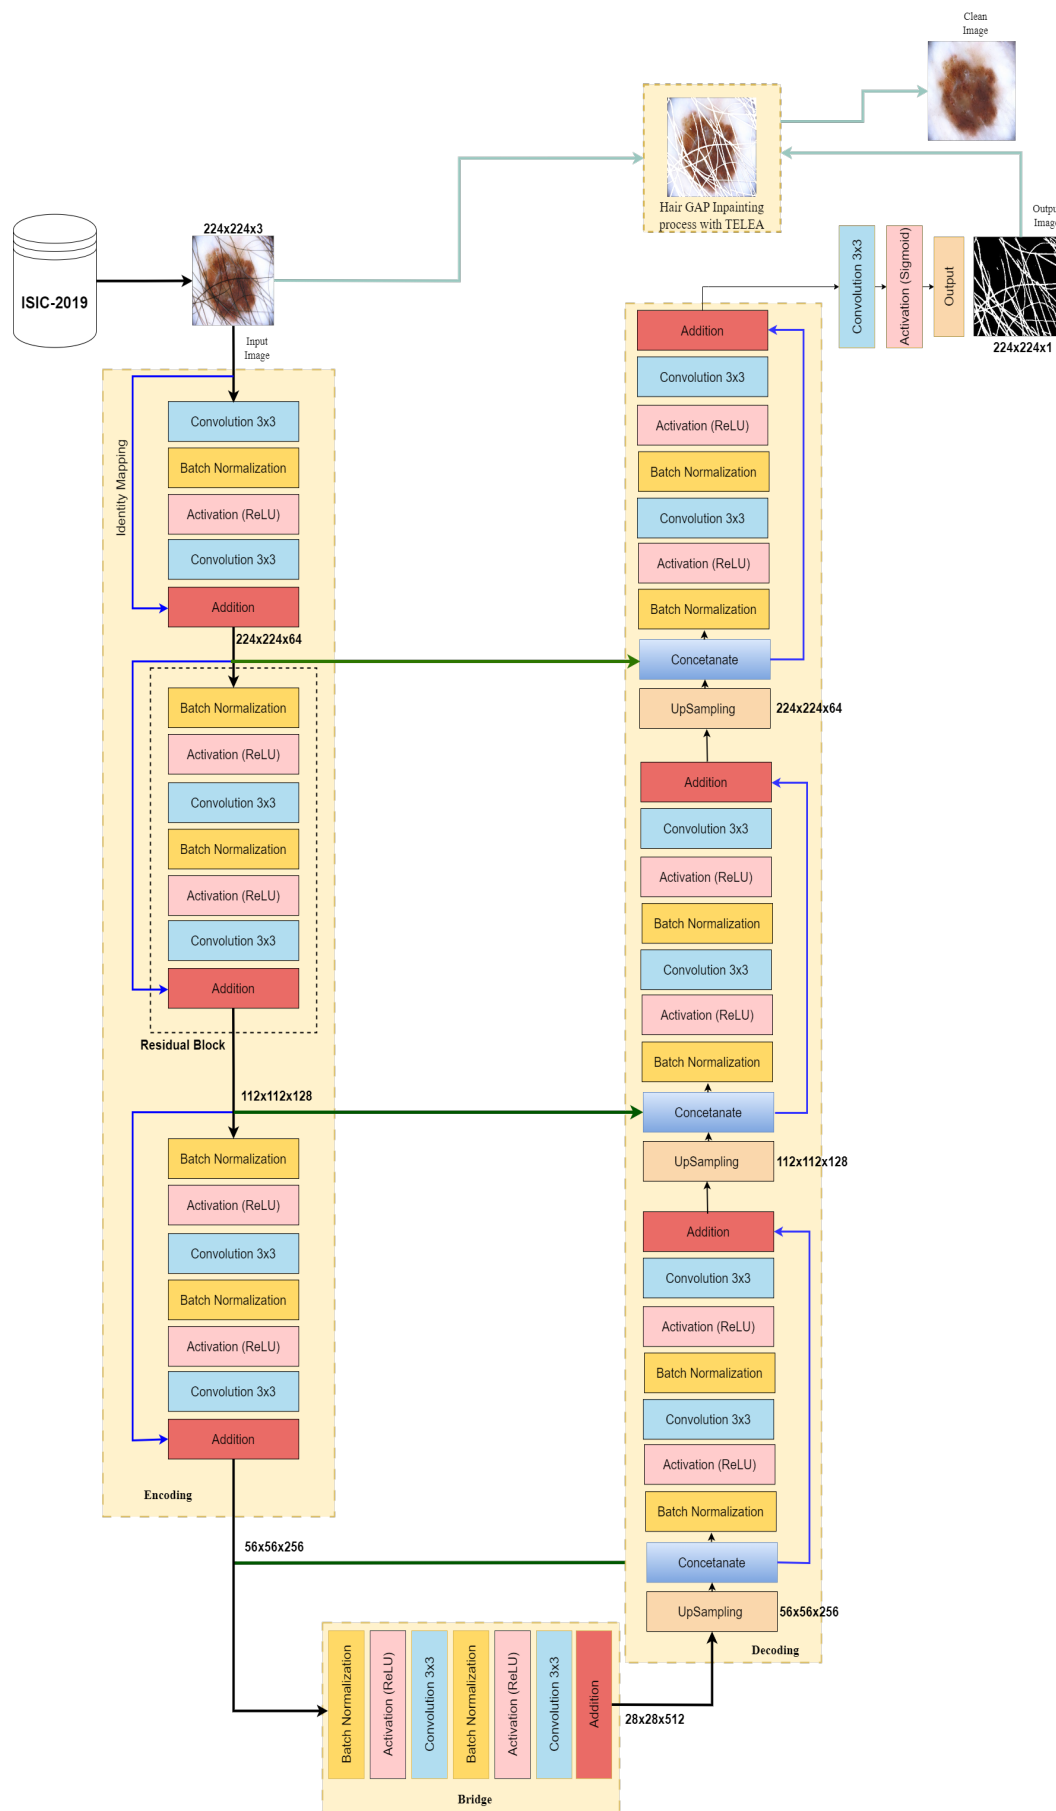 Clean
Image
Hair GAP Inpainting
process with TELEA
224x224x3
ISIC-2019
Input
Image
Outpu
Image
Convolution 3x3
Activation (Sigmoid)
Output
224x224x1
Identity Mapping
Convolution 3x3
Batch Normalization
Activation (ReLU)
Convolution 3x3
Addition
224x224x64
Batch Normalization
Activation (ReLU)
Convolution 3x3
Batch Normalization
Activation (ReLU)
Convolution 3x3
Addition
Residual Block
112x112x128
Batch Normalization
Activation (ReLU)
Convolution 3x3
Batch Normalization
Activation (ReLU)
Convolution 3x3
Addition
Encoding
56x56x256
Batch Normalization
Activation (ReLU)
Convolution 3x3
Batch Normalization
Activation (ReLU)
Convolution 3x3
Addition
Bridge
28x28x512
Addition
Convolution 3x3
Activation (ReLU)
Batch Normalization
Convolution 3x3
Activation (ReLU)
Batch Normalization
Concetanate
UpSampling
224x224x64
Addition
Convolution 3x3
Activation (ReLU)
Batch Normalization
Convolution 3x3
Activation (ReLU)
Batch Normalization
Concetanate
UpSampling
112x112x128
Addition
Convolution 3x3
Activation (ReLU)
Batch Normalization
Convolution 3x3
Activation (ReLU)
Batch Normalization
Concetanate
UpSampling
56x56x256
Decoding